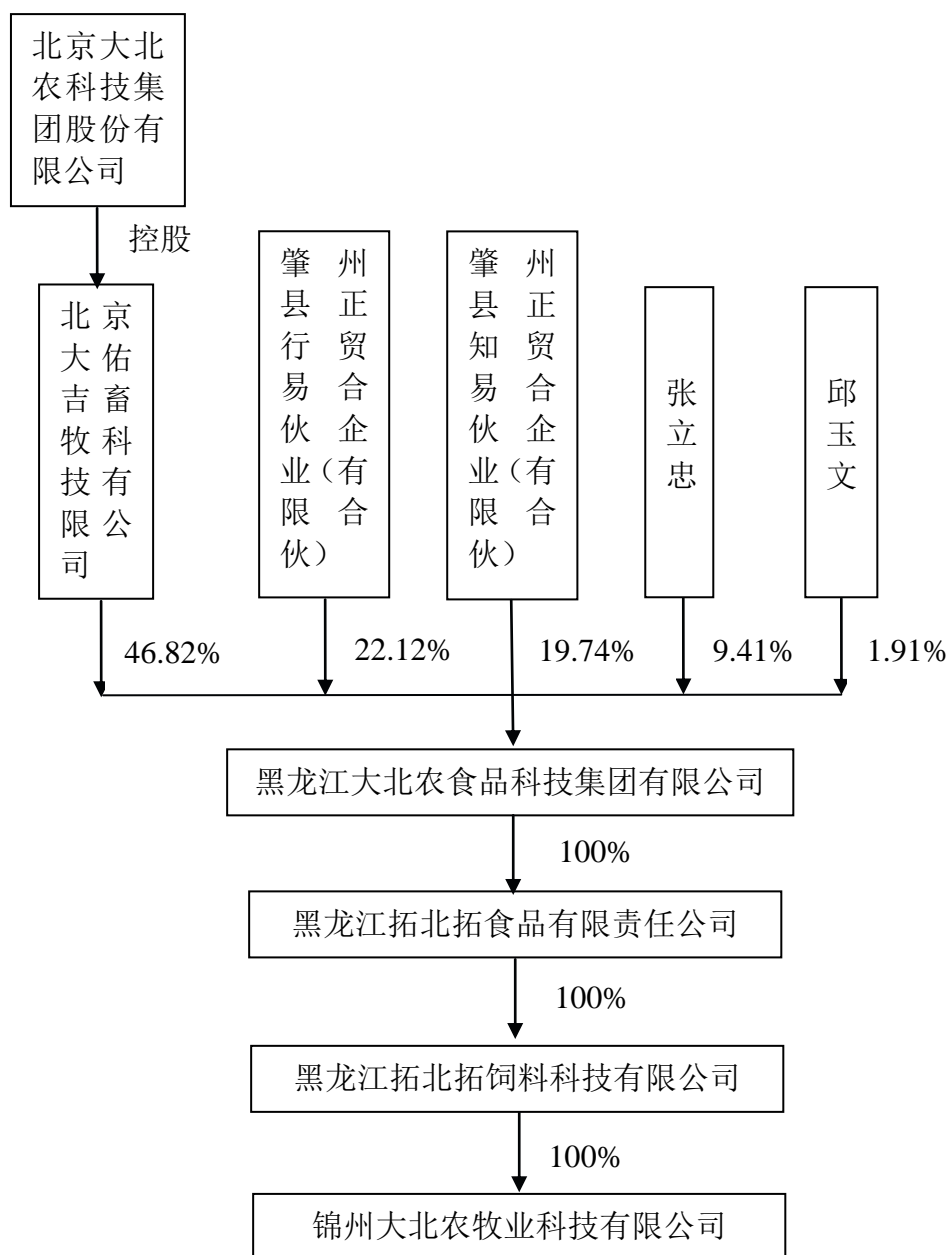 北京大北
农科技集
团股份有
限公司
控股
北京
大佑
吉畜
牧科
技有
限公
司
肇州
县正
行贸
易合
伙企
业（有
限合
伙）
肇州
县正
知贸
易合
伙企
业（有
限合
伙）
张
立
忠
邱
玉
文
46.82%
22.12%
19.74%
9.41%
1.91%
黑龙江大北农食品科技集团有限公司
100%
黑龙江拓北拓食品有限责任公司
100%
黑龙江拓北拓饲料科技有限公司
100%
锦州大北农牧业科技有限公司